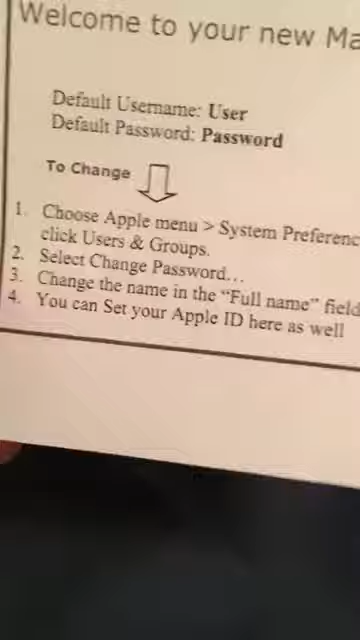 Welcome to your new Ma
Default Username: User
Default Password: Password
To Change
1. Choose Apple menu > System Preferenc
click Users & Groups.
2. Select Change Password...
3. Change the name in the “Full name” field
4. You can Set your Apple ID here as well